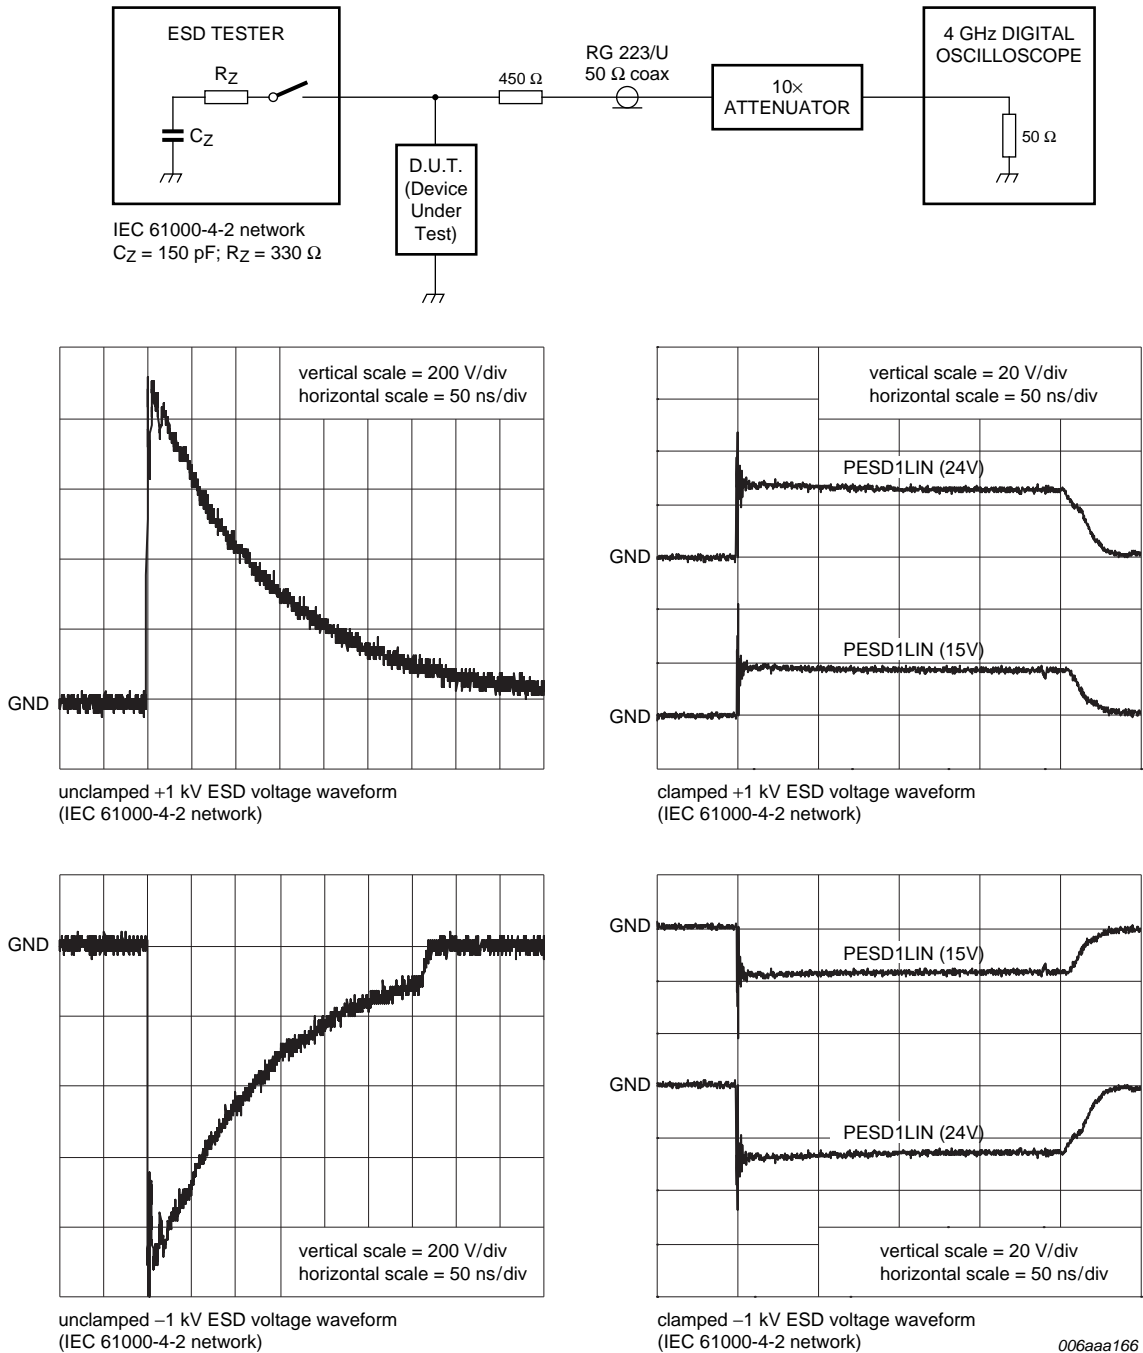 ESD TESTER
RZ
CZ
IEC 61000-4-2 network
CZ = 150 pF; RZ = 330 Ω
D.U.T.
(Device
Under
Test)
450 Ω
RG 223/U
50 Ω coax
10×
ATTENUATOR
4 GHz DIGITAL
OSCILLOSCOPE
50 Ω
vertical scale = 200 V/div
horizontal scale = 50 ns/div
GND
unclamped +1 kV ESD voltage waveform
(IEC 61000-4-2 network)
vertical scale = 20 V/div
horizontal scale = 50 ns/div
PESD1LIN (24V)
GND
PESD1LIN (15V)
GND
clamped +1 kV ESD voltage waveform
(IEC 61000-4-2 network)
GND
vertical scale = 200 V/div
horizontal scale = 50 ns/div
unclamped −1 kV ESD voltage waveform
(IEC 61000-4-2 network)
GND
PESD1LIN (15V)
GND
PESD1LIN (24V)
vertical scale = 20 V/div
horizontal scale = 50 ns/div
clamped −1 kV ESD voltage waveform
(IEC 61000-4-2 network)
006aaa166